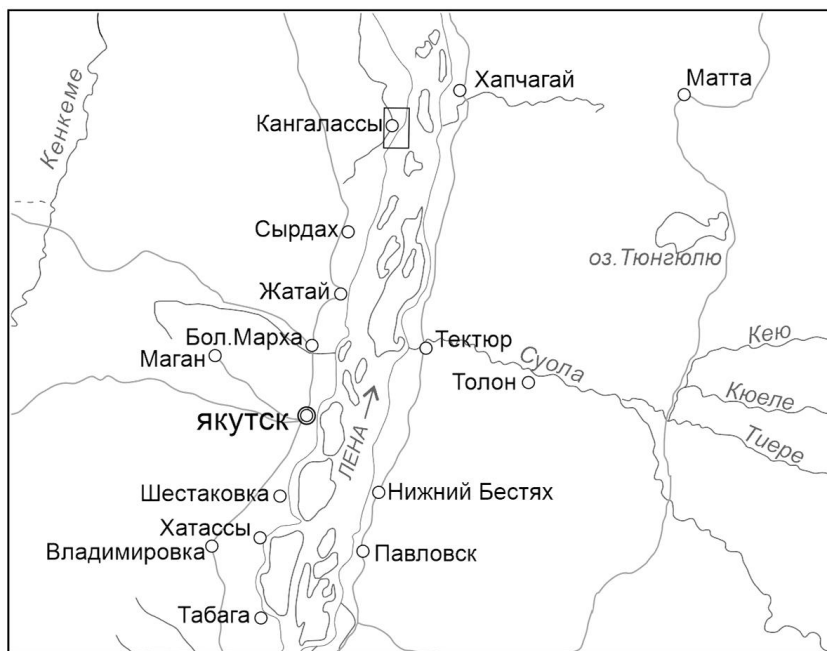 Хапчагай
Матта
Кангалассы
Кенкеме
Сырдах
оз.Тюнгюлю
Жатай
Бол.Марха
Маган
Тектюр
Кею
Суола
Толон
Кюеле
якутск
Тиере
ЛЕНА
Шестаковка
Нижний Бестях
Хатассы
Владимировка
Павловск
Табага